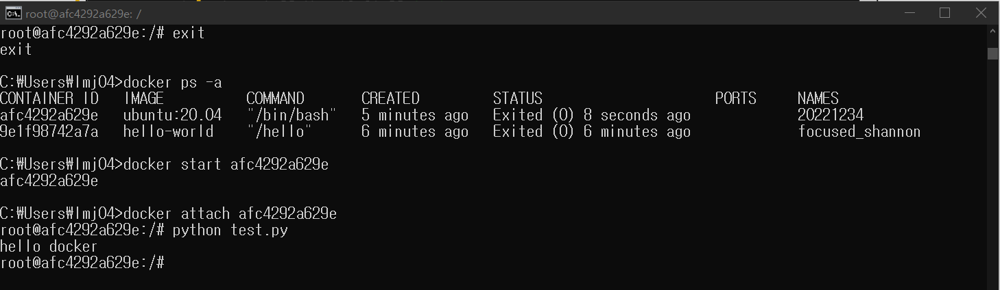 root@afc4292a629e: /
root@afc4292a629e:/# exit
exit
C:₩Users₩lmj04>docker ps -a
CONTAINER ID IMAGE COMMAND CREATED STATUS PORTS NAMES
afc4292a629e ubuntu:20.04 "/bin/bash" 5 minutes ago Exited (0) 8 seconds ago 20221234
9e1f98742a7a hello-world "/hello" 6 minutes ago Exited (0) 6 minutes ago focused_shannon
C:₩Users₩lmj04>docker start afc4292a629e
afc4292a629e
C:₩Users₩lmj04>docker attach afc4292a629e
root@afc4292a629e:/# python test.py
hello docker
root@afc4292a629e:/#